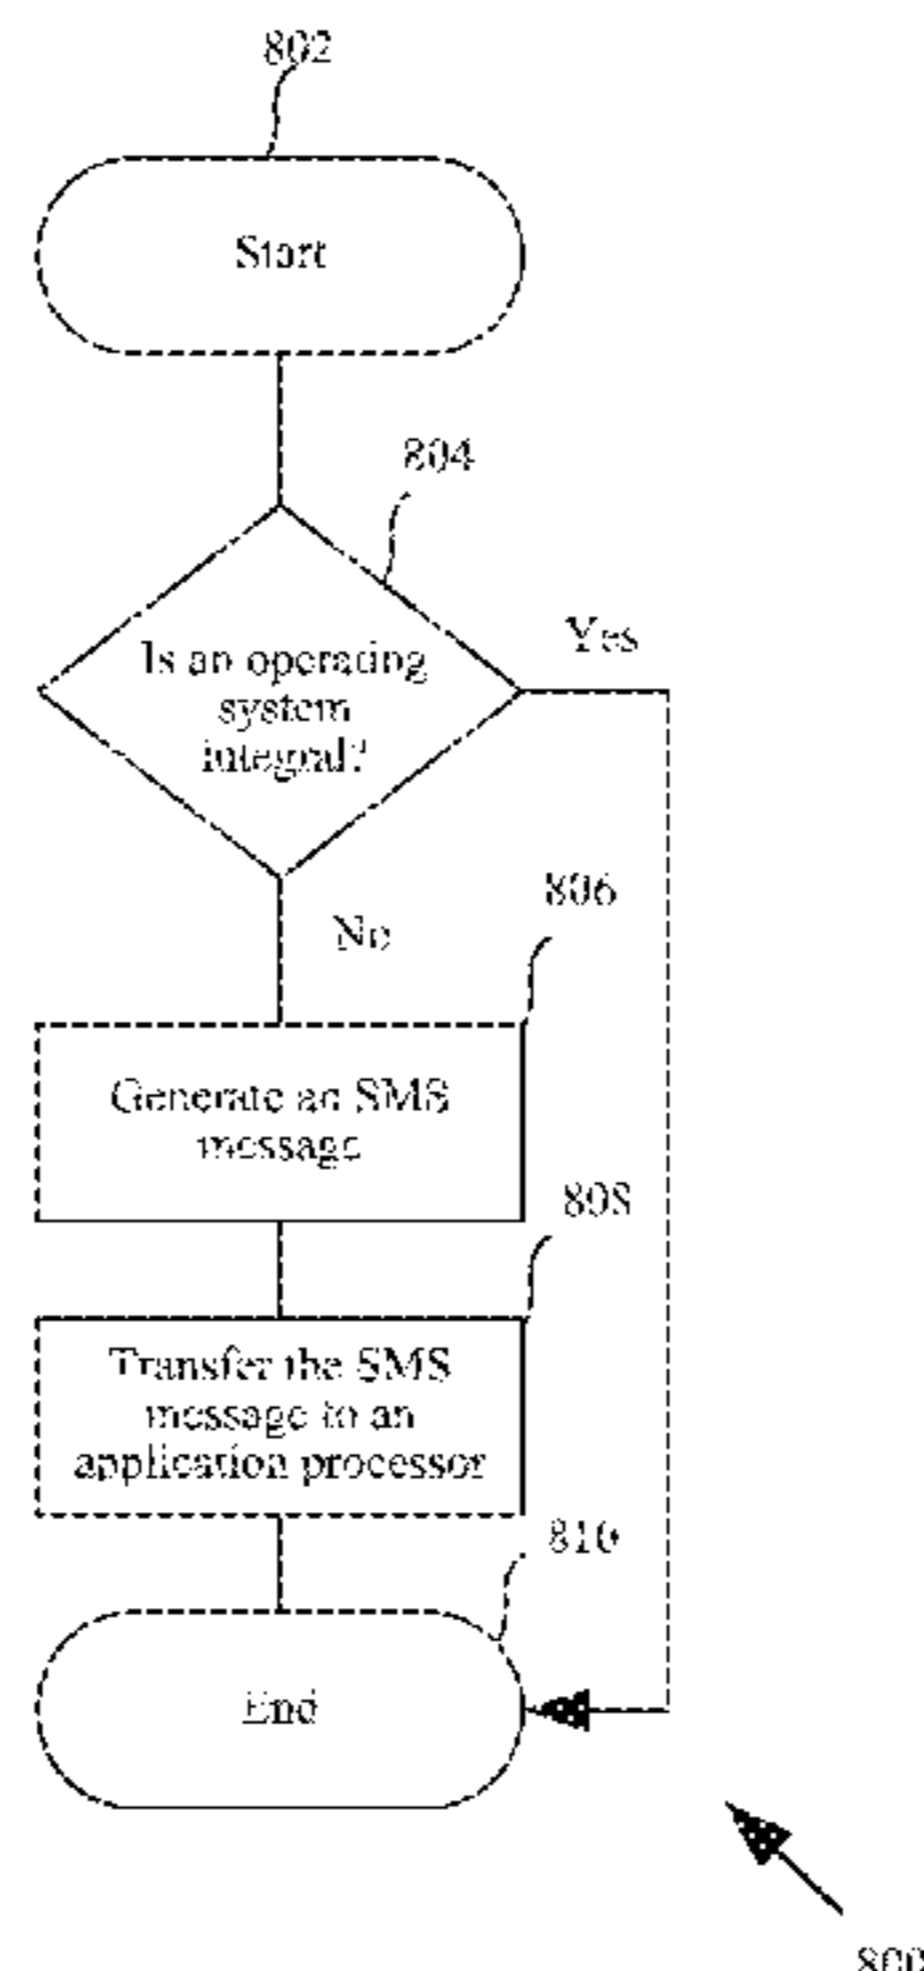 802
Start
804
Is an operating
system
integral?
Yes
No
806
Generate an SMS
message
808
Transfer the SMS
message to an
application processor
810
End
800